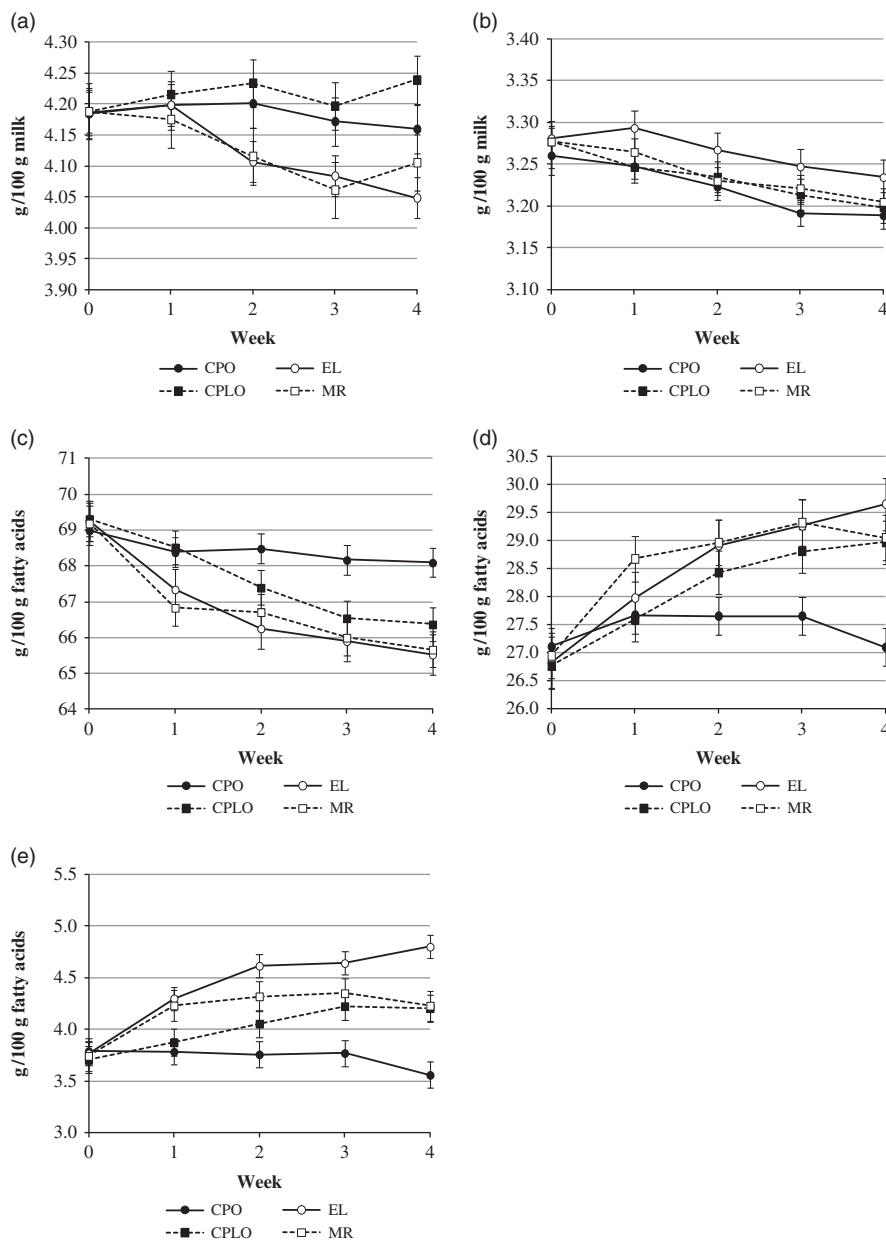 (a)
g/100 g milk
4.30
4.25
4.20
4.15
4.10
4.05
4.00
3.95
3.90
0 1 2 3 4
Week
CPO EL
CPLO MR
(b)
g/100 g milk
3.40
3.35
3.30
3.25
3.20
3.15
3.10
0 1 2 3 4
Week
CPO EL
CPLO MR
(c)
g/100 g fatty acids
71
70
69
68
67
66
65
64
0 1 2 3 4
Week
CPO EL
CPLO MR
(d)
g/100 g fatty acids
30.5
30.0
29.5
29.0
28.5
28.0
27.5
27.0
26.5
26.0
0 1 2 3 4
Week
CPO EL
CPLO MR
(e)
g/100 g fatty acids
5.5
5.0
4.5
4.0
3.5
3.0
0 1 2 3 4
Week
CPO EL
CPLO MR